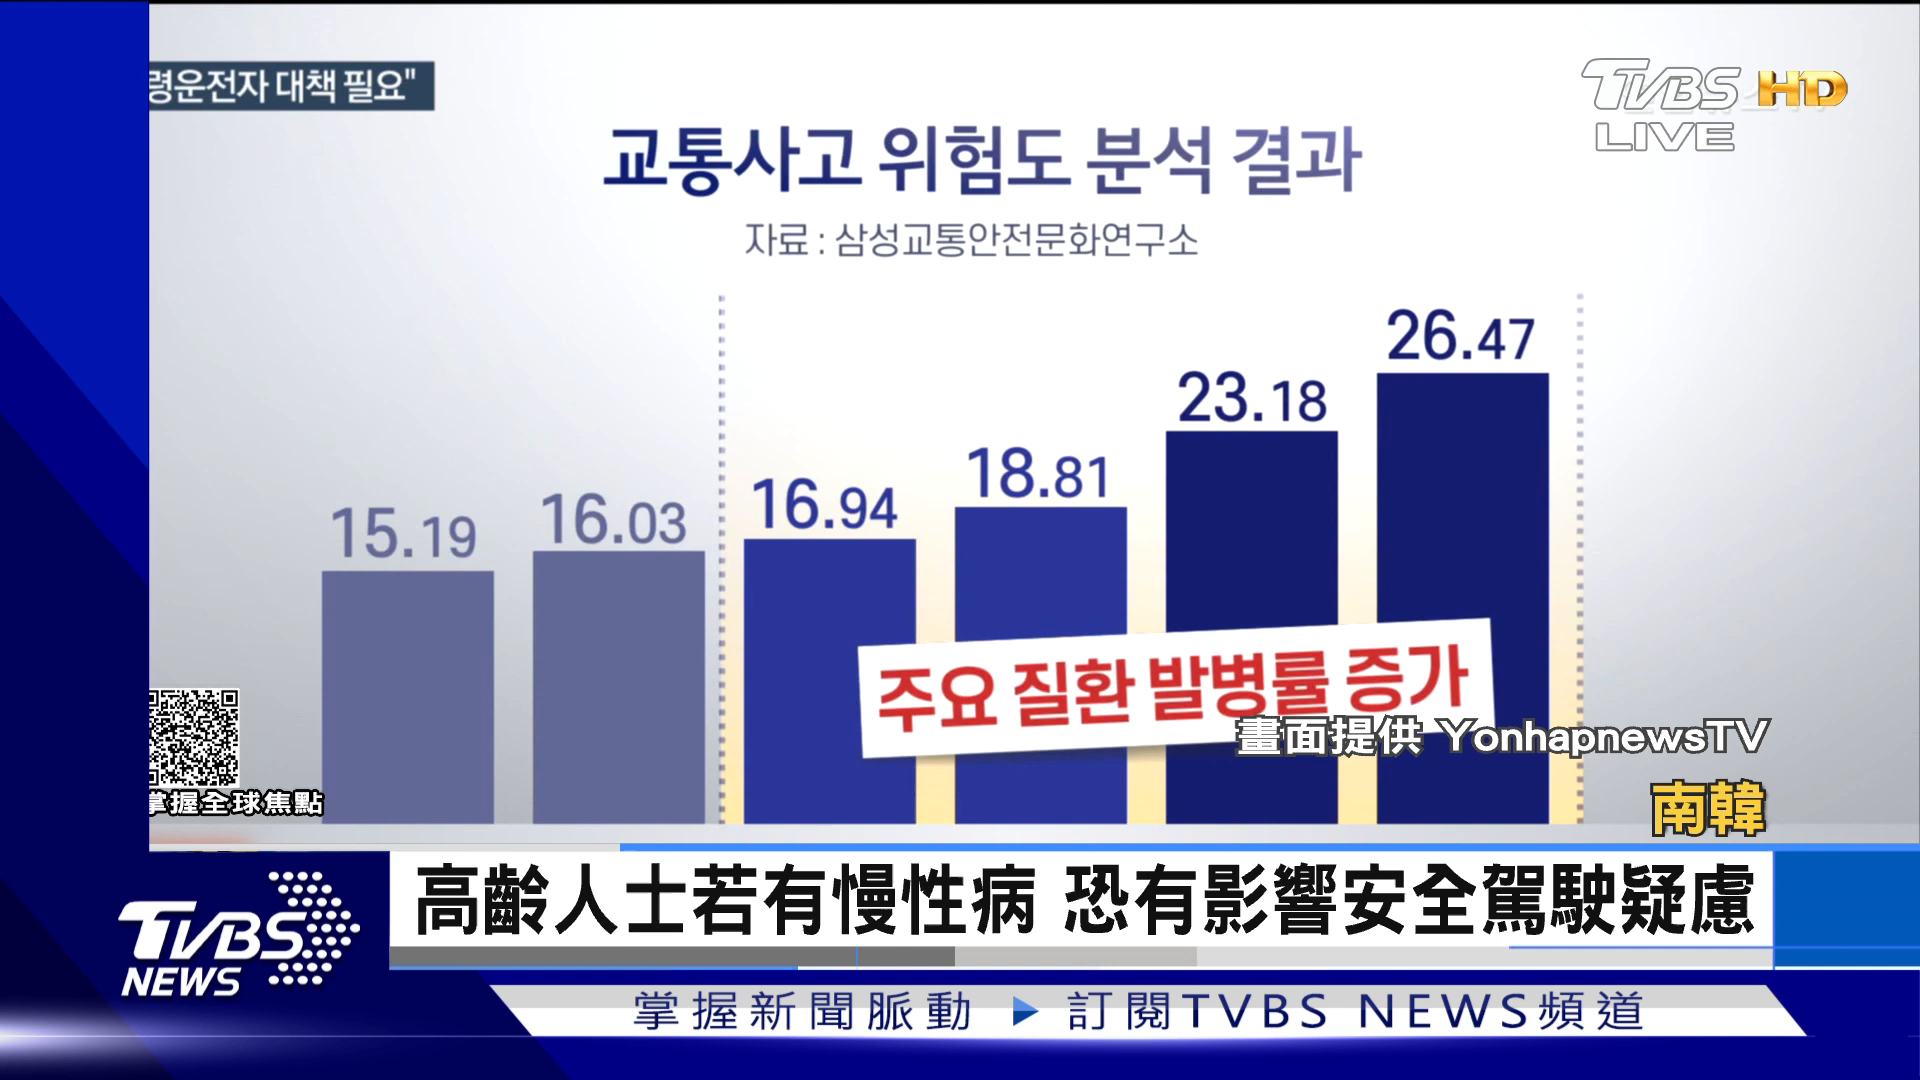 령운전자 대책 필요"
TVBS HD
LIVE
교통사고 위험도 분석 결과
자료 : 삼성교통안전문화연구소
15.19
16.03
16.94
18.81
23.18
26.47
주요 질환 발병률 증가
畫面提供 YonhapnewsTV
南韓
掌握全球焦點
高齡人士若有慢性病 恐有影響安全駕駛疑慮
TVBS
NEWS
掌握新聞脈動 ▶ 訂閱TVBS NEWS頻道